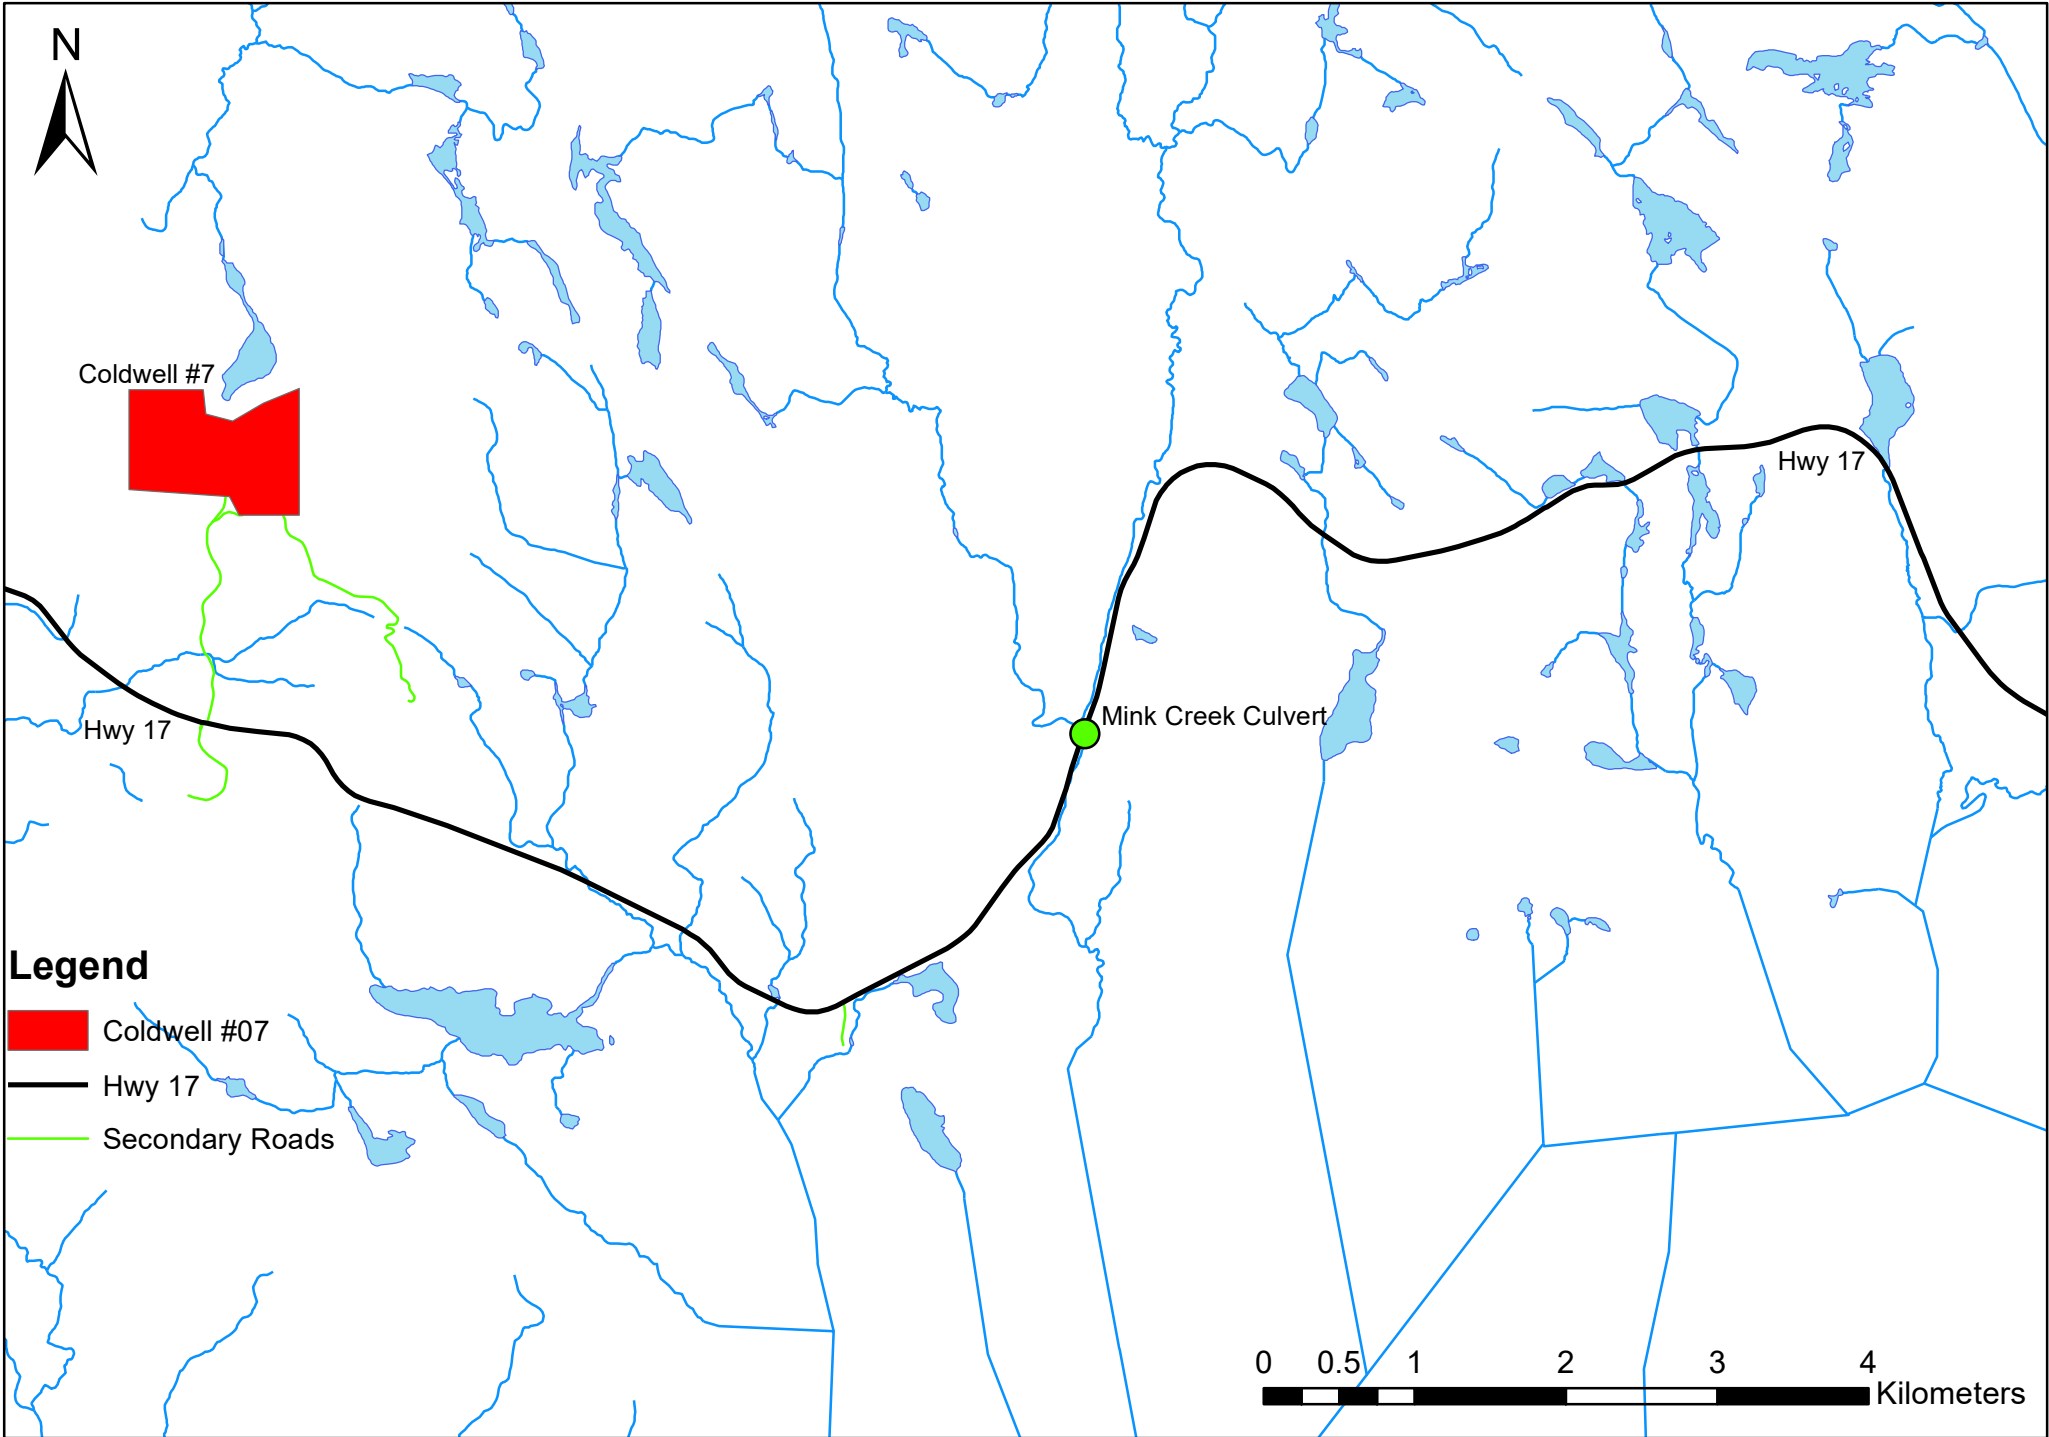 N
Coldwell #7
Hwy 17
Mink Creek Culvert
Hwy 17
Legend
Coldwell #07
Hwy 17
Secondary Roads
0 0.5 1 2 3 4
Kilometers